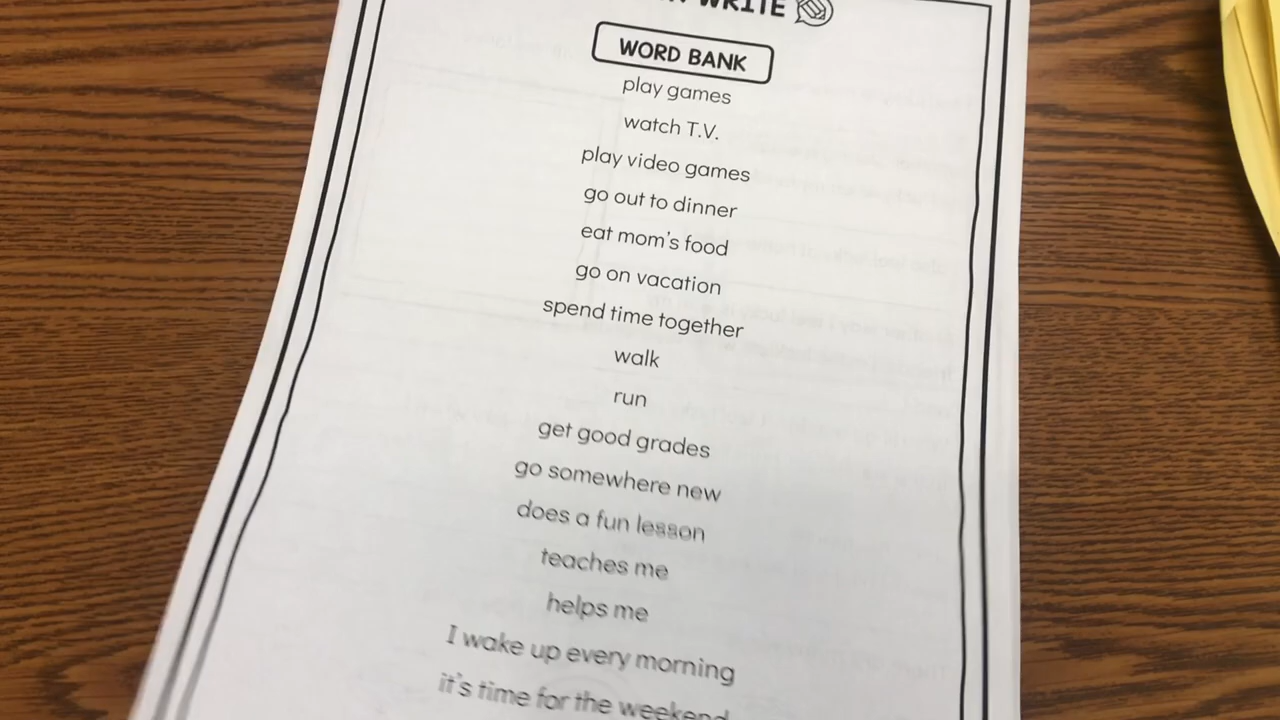 WRITE
WORD BANK
play games
watch T.V.
play video games
go out to dinner
eat mom's food
go on vacation
spend time together
walk
run
get good grades
go somewhere new
does a fun lesson
teaches me
helps me
I wake up every morning
it's time for the weekend